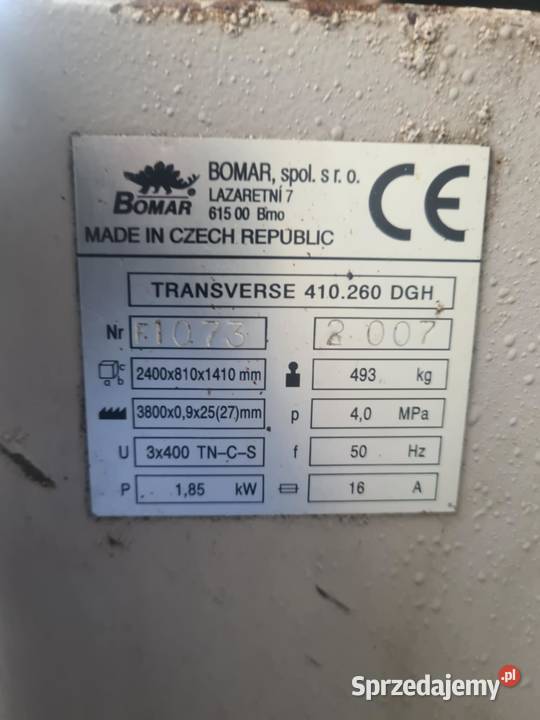 BOMAR
BOMAR, spol. s r. o.
LAZARETNÍ 7
615 00 Brno
CE
MADE IN CZECH REPUBLIC
TRANSVERSE 410.260 DGH
Nr F1073 2 007
c
a b
2400x810x1410 mm 493 kg
3800x0,9x25(27)mm p 4,0 MPa
U 3x400 TN-C-S f 50 Hz
P 1,85 kW 16 A
Sprzedajemy.pl